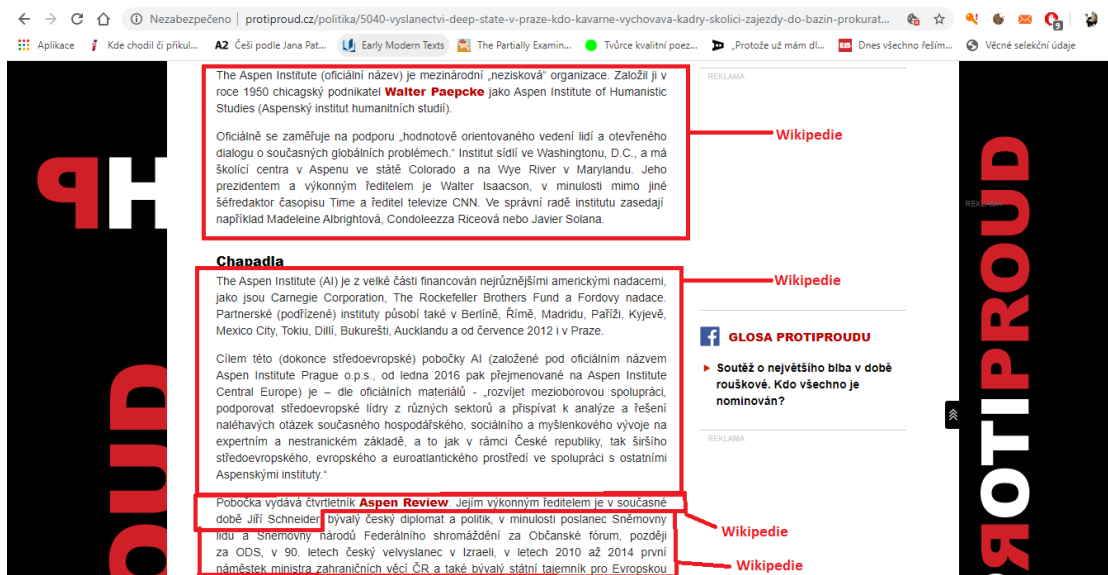 Nezabezpečeno | protiproud.cz/politika/5040-vyslanectvi-deep-state-v-praze-kdo-kavarne-vychovava-kadry-skolici-zajezdy-do-bazin-prokurat...
Aplikace
Kde chodil či přikul...
A2 Češi podle Jana Pat...
Early Modern Texts
The Partially Examin...
Tvůrce kvalitní poez...
„Protože už mám dl...
EIS Dnes všechno řeším...
Věcné selekční údaje
The Aspen Institute (oficiální název) je mezinárodní „nezisková“ organizace. Založil ji v
roce 1950 chicagský podnikatel Walter Paepcke jako Aspen Institute of Humanistic
Studies (Aspenský institut humanitních studií).
Oficiálně se zaměřuje na podporu „hodnotově orientovaného vedení lidí a otevřeného
dialogu o současných globálních problémech.“ Institut sídlí ve Washingtonu, D.C., a má
školící centra v Aspenu ve státě Colorado a na Wye River v Marylandu. Jeho
prezidentem a výkonným ředitelem je Walter Isaacson, v minulosti mimo jiné
šéfredaktor časopisu Time a ředitel televize CNN. Ve správní radě institutu zasedají
například Madeleine Albrightová, Condoleezza Riceová nebo Javier Solana.
Wikipedie
Chapadla
The Aspen Institute (AI) je z velké části financován nejrůznějšími americkými nadacemi,
jako jsou Carnegie Corporation, The Rockefeller Brothers Fund a Fordovy nadace.
Partnerské (podřízené) instituty působí také v Berlíně, Římě, Madridu, Paříži, Kyjevě,
Mexico City, Tokiu, Dillí, Bukurešti, Aucklandu a od července 2012 i v Praze.
Cílem této (dokonce středoevropské) pobočky AI (založené pod oficiálním názvem
Aspen Institute Prague o.p.s., od ledna 2016 pak přejmenované na Aspen Institute
Central Europe) je – dle oficiálních materiálů - „rozvíjet mezioborovou spolupráci,
podporovat středoevropské lídry z různých sektorů a přispívat k analýze a řešení
naléhavých otázek současného hospodářského, sociálního a myšlenkového vývoje na
expertním a nestranickém základě, a to jak v rámci České republiky, tak širšího
středoevropského, evropského a euroatlantického prostředí ve spolupráci s ostatními
Aspenskými instituty.“
Wikipedie
Pobočka vydává čtvrtletník Aspen Review. Jejím výkonným ředitelem je v současné
době Jiří Schneider, bývalý český diplomat a politik, v minulosti poslanec Sněmovny
lidu a Sněmovny národů Federálního shromáždění za Občanské fórum, později
za ODS, v 90. letech český velvyslanec v Izraeli, v letech 2010 až 2014 první
náměstek ministra zahraničních věcí ČR a také bývalý státní tajemník pro Evropskou
Wikipedie
Wikipedie
REKLAMA
GLOSA PROTIPROUDU
Soutěž o největšího blba v době
rouškové. Kdo všechno je
nominován?
REKLAMA
REKLAMA
PH
OUD
PROTIPROUD
ROTIPROUD